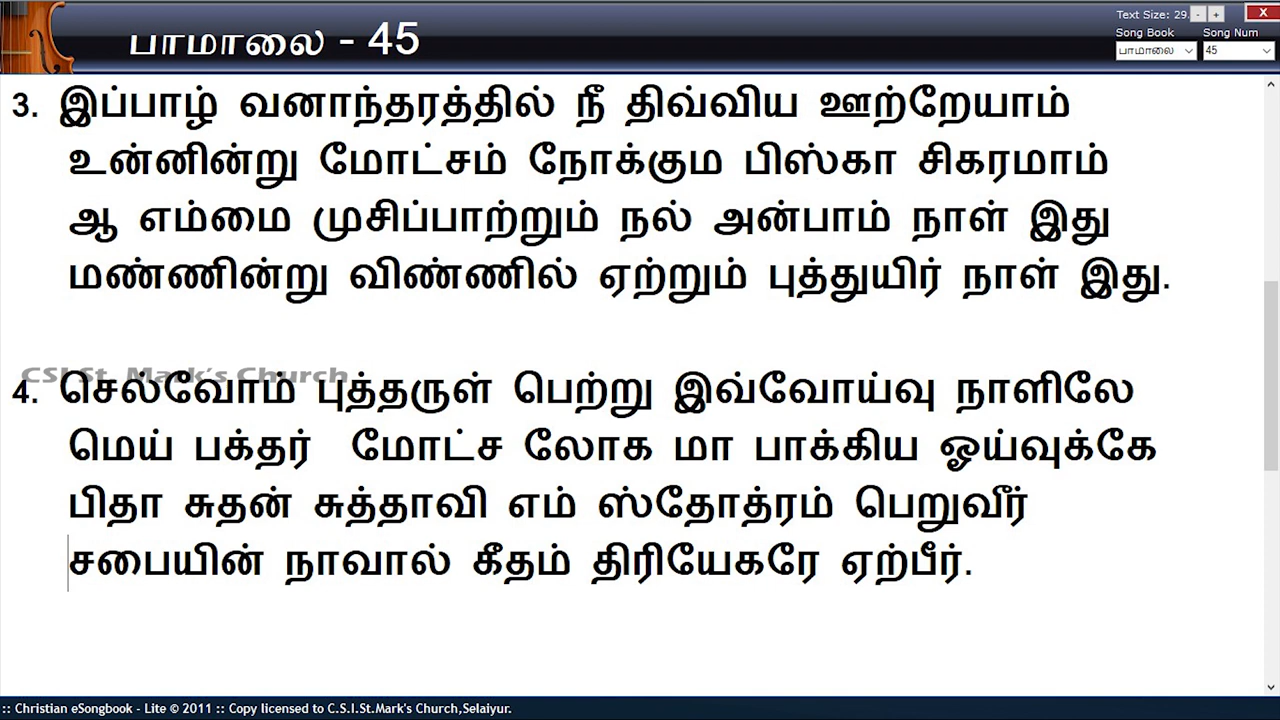 பாமாலை - 45
Text Size: 29. - +
X
Song Book
Song Num
பாமாலை
45
3. இப்பாழ் வனாந்தரத்தில் நீ திவ்விய ஊற்றேயாம்
உன்னின்று மோட்சம் நோக்கும பிஸ்கா சிகரமாம்
ஆ எம்மை முசிப்பாற்றும் நல் அன்பாம் நாள் இது
மண்ணின்று விண்ணில் ஏற்றும் புத்துயிர் நாள் இது.
CSI.St. Mark's Church
4. செல்வோம் புத்தருள் பெற்று இவ்வோய்வு நாளிலே
மெய் பக்தர் மோட்ச லோக மா பாக்கிய ஓய்வுக்கே
பிதா சுதன் சுத்தாவி எம் ஸ்தோத்ரம் பெறுவீர்
சபையின் நாவால் கீதம் திரியேகரே ஏற்பீர்.
:: Christian eSongbook - Lite © 2011 :: Copy licensed to C.S.I.St.Mark's Church,Selaiyur.